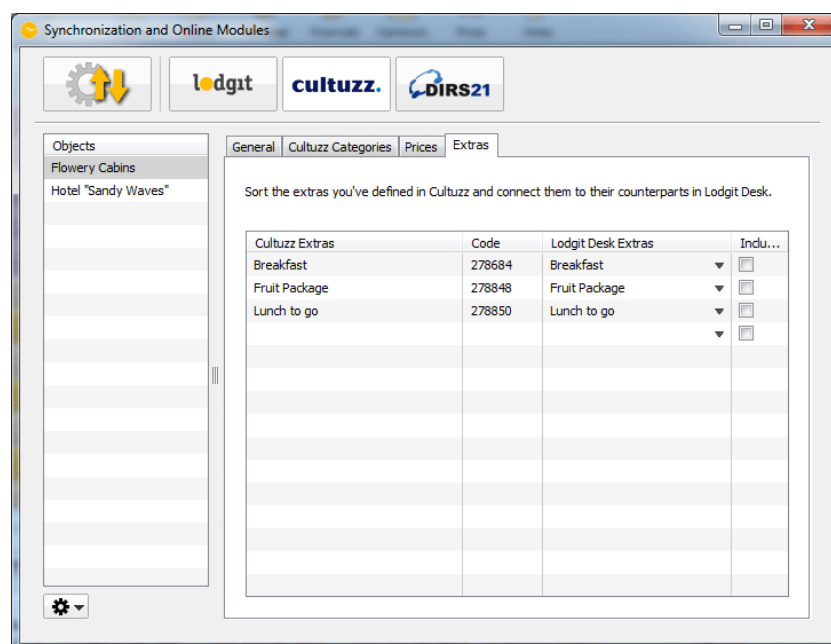 Synchronization and Online Modules
lodgit
cultuzz.
DIRS21
Objects
Flowery Cabins
Hotel "Sandy Waves"
General Cultuzz Categories Prices Extras
Sort the extras you've defined in Cultuzz and connect them to their counterparts in Lodgit Desk.
Cultuzz Extras Code Lodgit Desk Extras Inclu...
Breakfast 278684 Breakfast
Fruit Package 278848 Fruit Package
Lunch to go 278850 Lunch to go